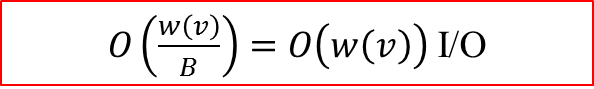 O(w(v)/B) = O(w(v)) I/O